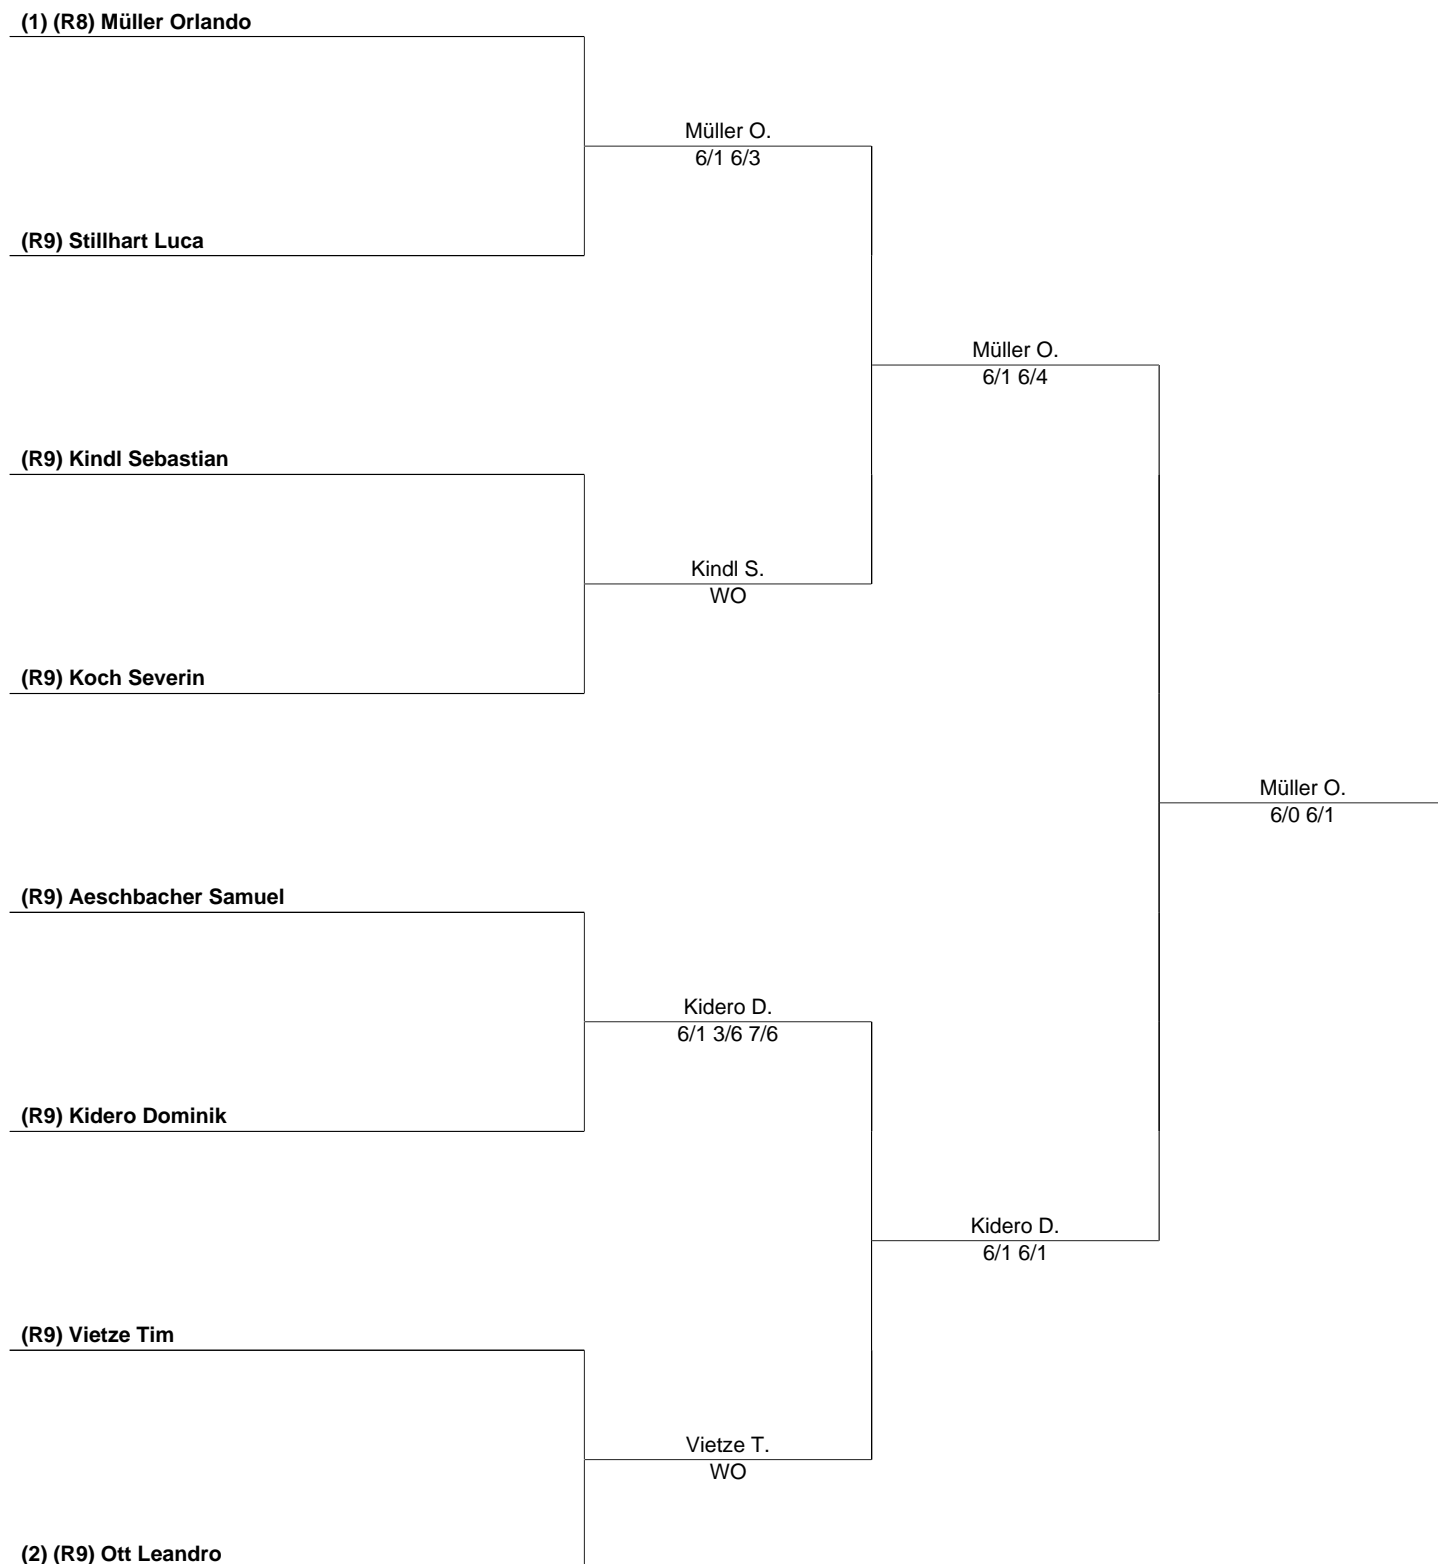 (1) (R8) Müller Orlando
Müller O.
6/1 6/3
(R9) Stillhart Luca
Müller O.
6/1 6/4
(R9) Kindl Sebastian
Kindl S.
WO
(R9) Koch Severin
Müller O.
6/0 6/1
(R9) Aeschbacher Samuel
Kidero D.
6/1 3/6 7/6
(R9) Kidero Dominik
Kidero D.
6/1 6/1
(R9) Vietze Tim
Vietze T.
WO
(2) (R9) Ott Leandro